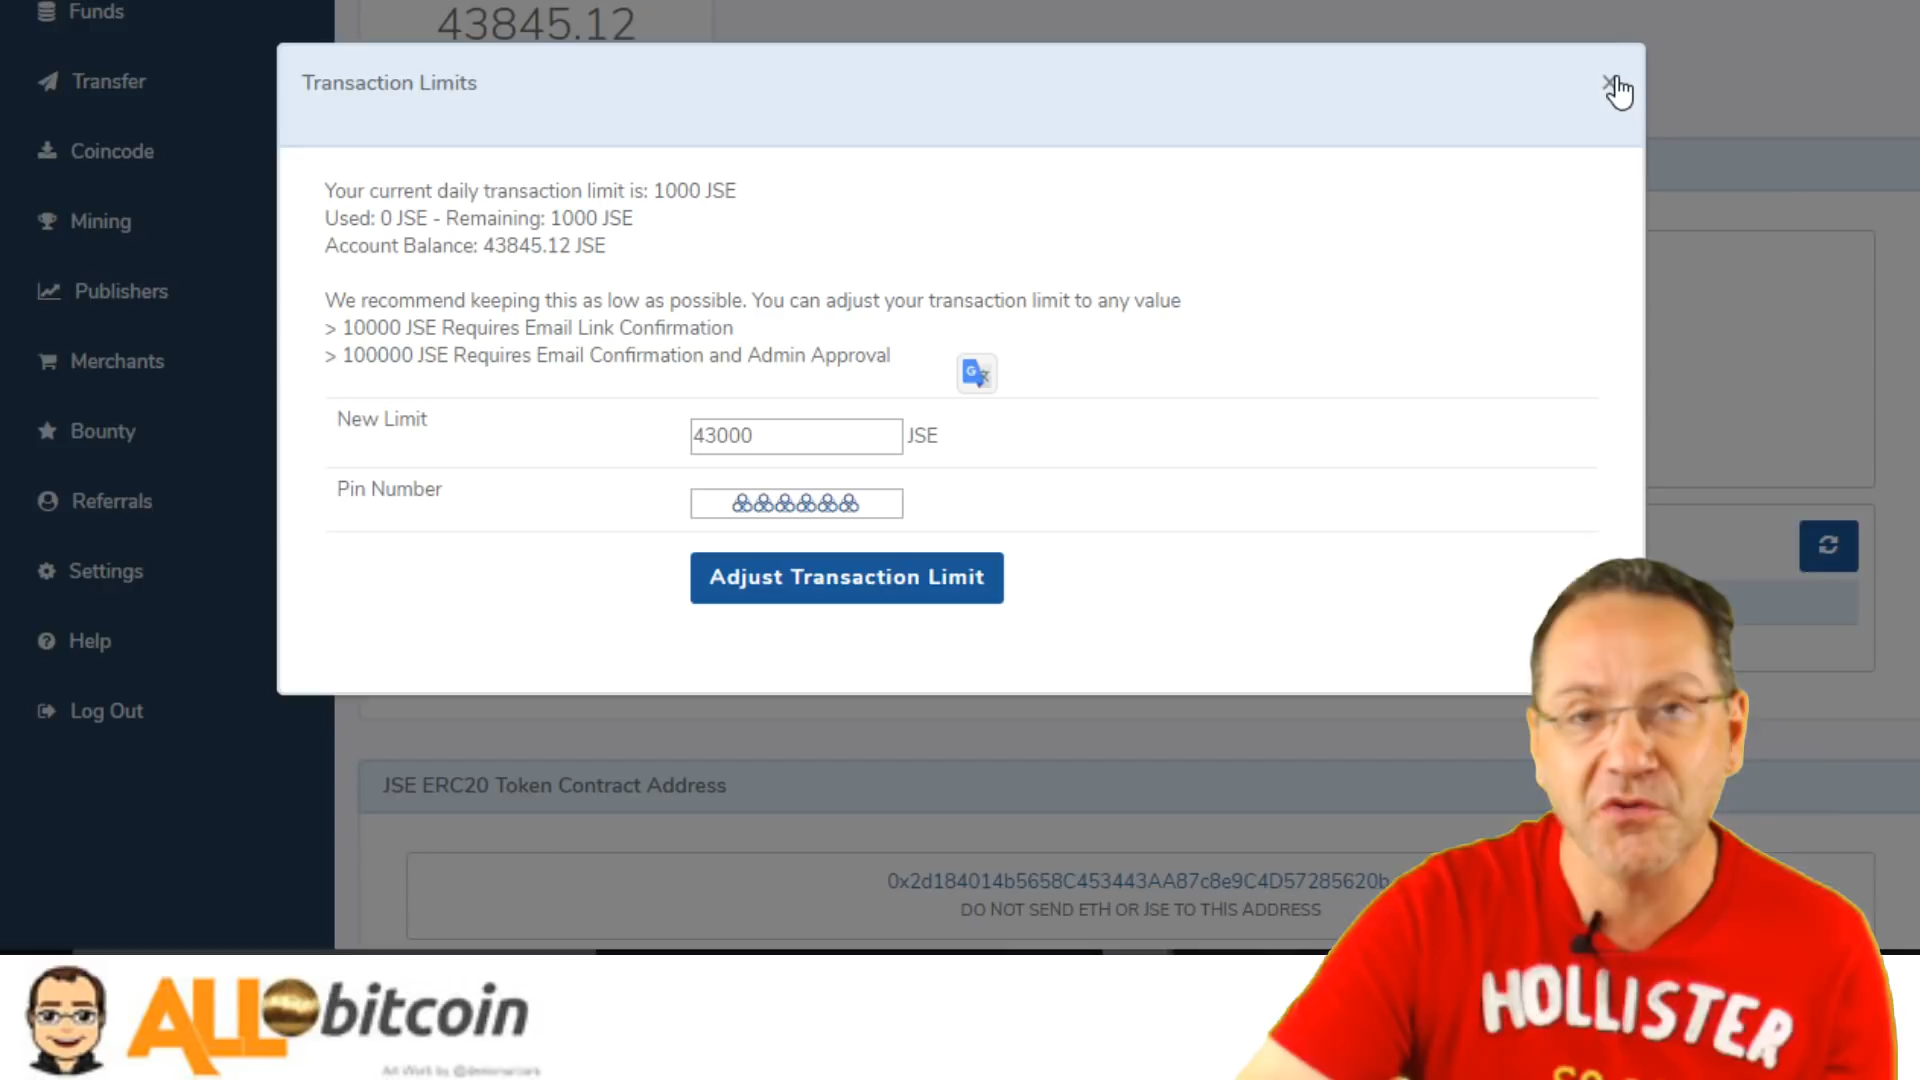 Funds
43845.12
Transfer
Transaction Limits
Coincode
Your current daily transaction limit is: 1000 JSE
Mining
Used: 0 JSE - Remaining: 1000 JSE
Account Balance: 43845.12 JSE
Publishers
We recommend keeping this as low as possible. You can adjust your transaction limit to any value
> 10000 JSE Requires Email Link Confirmation
> 100000 JSE Requires Email Confirmation and Admin Approval
Merchants
New Limit
43000 JSE
Bounty
Pin Number
Referrals
Adjust Transaction Limit
Settings
Help
Log Out
JSE ERC20 Token Contract Address
0x2d184014b5658C453443AA87c8e9C4D57285620b
DO NOT SEND ETH OR JSE TO THIS ADDRESS
ALLObitcoin
HOLLISTER